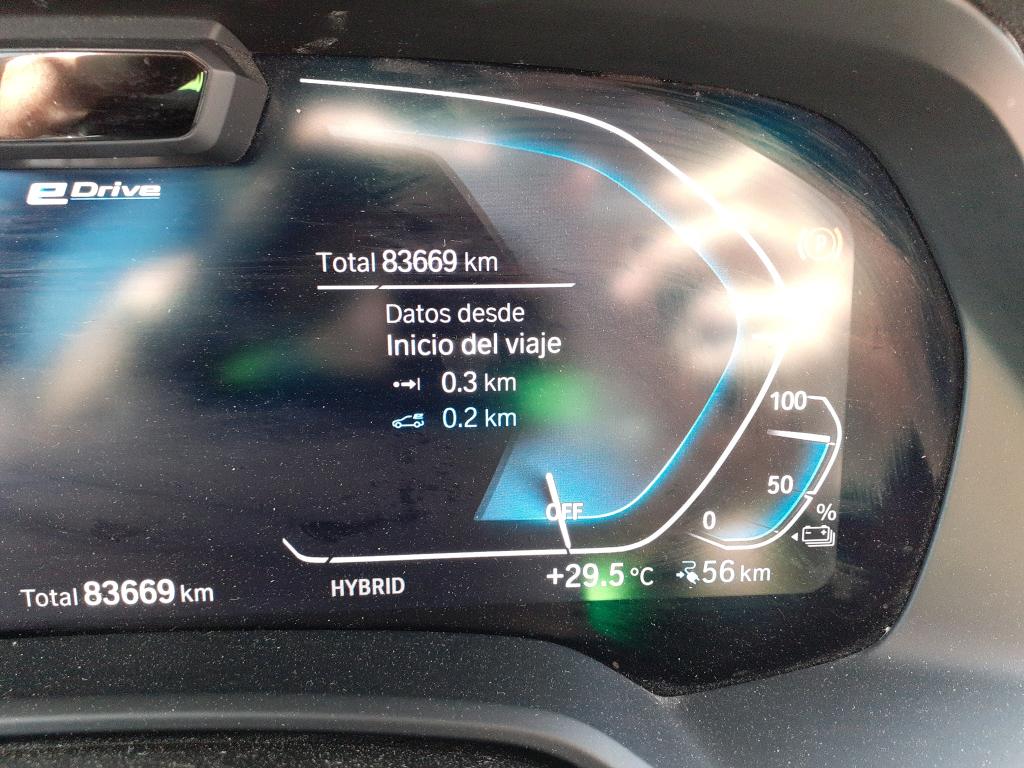 eDrive
Total 83669 km
Datos desde
Inicio del viaje
0.3 km
0.2 km
100
50
0
%
OFF
HYBRID
+29.5 °C
56 km
Total 83669 km
P